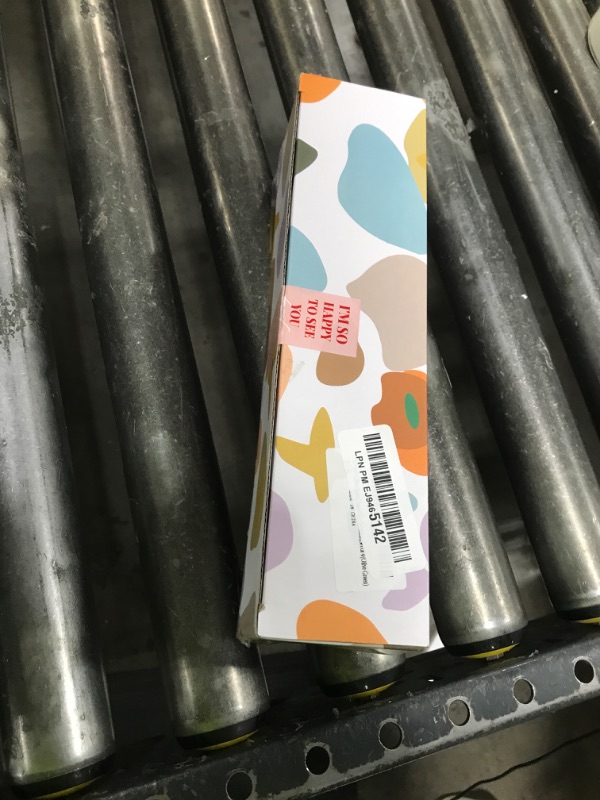 I'M SO
HAPPY
TO SEE
YOU
LPN PM EJ9465142